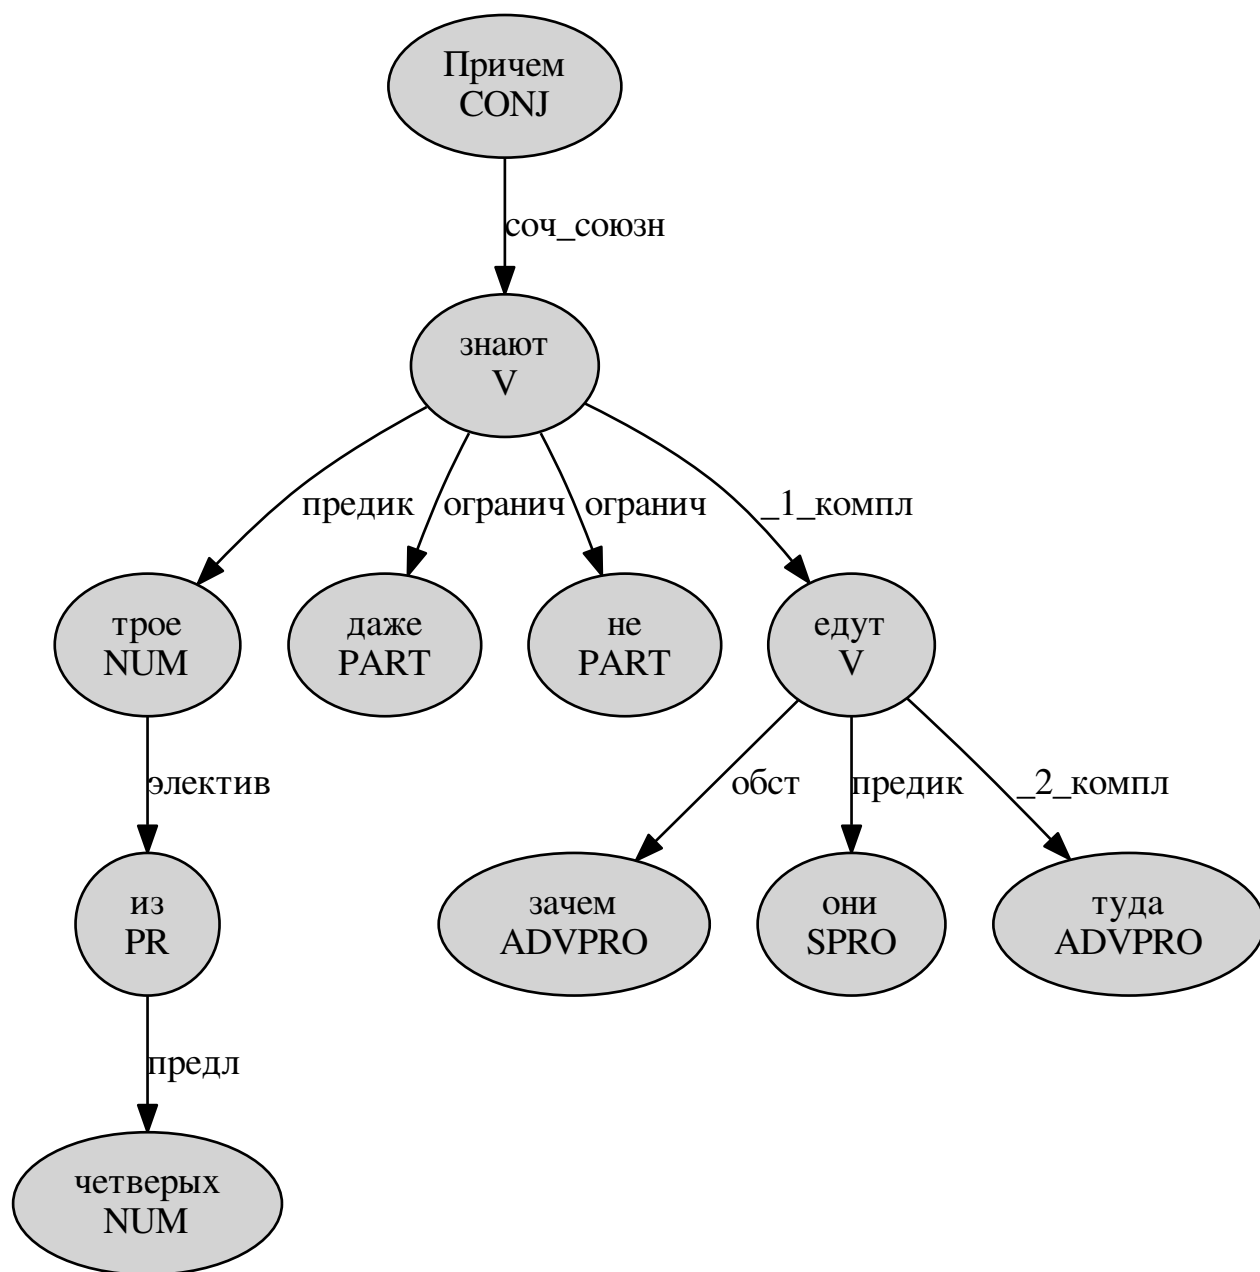 Причем
CONJ
соч_союзн
знают
V
предик
огранич
огранич
_1_компл
трое
NUM
даже
PART
не
PART
едут
V
электив
обст
предик
_2_компл
из
PR
зачем
ADVPRO
они
SPRO
туда
ADVPRO
предл
четверых
NUM